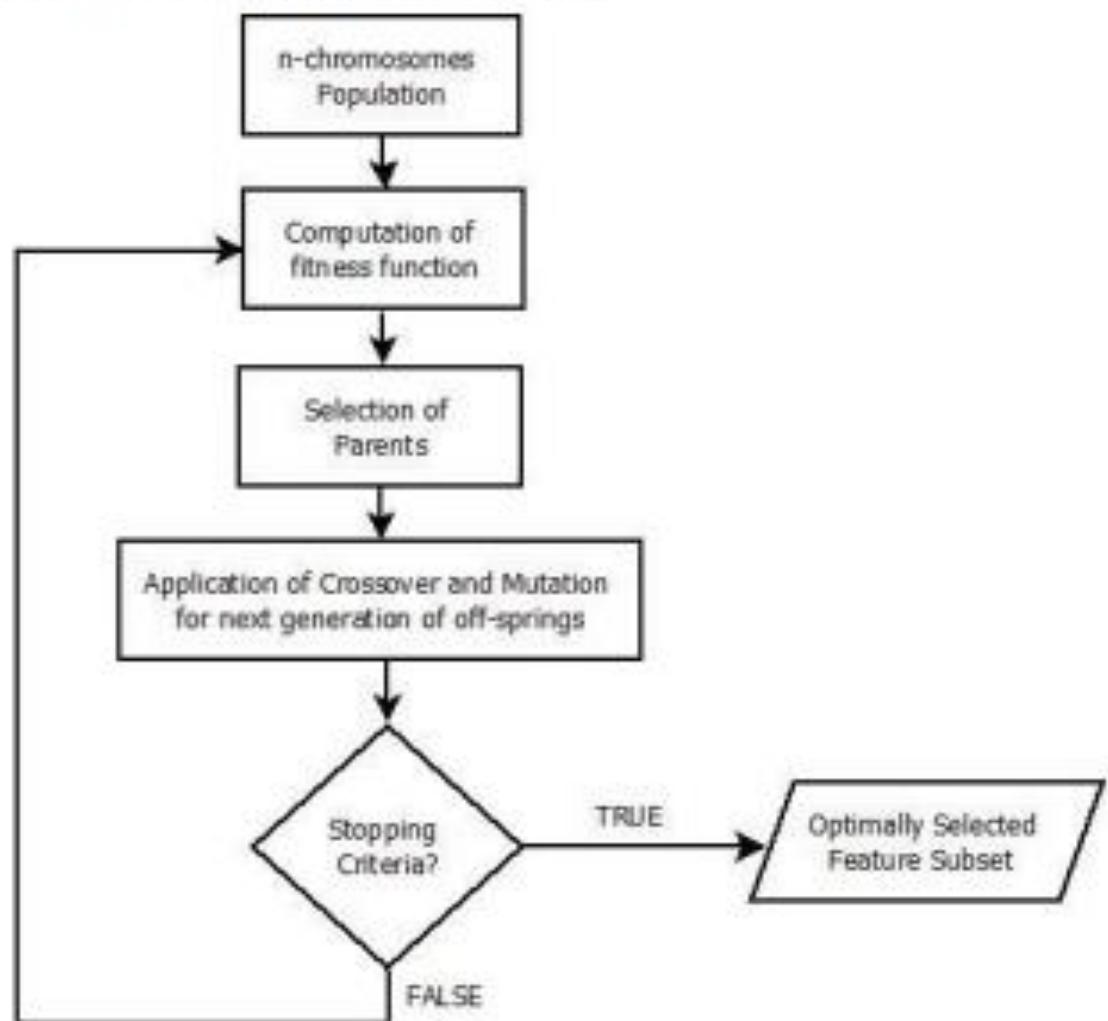 n-chromosomes
Population
Computation of
fitness function
Selection of
Parents
Application of Crossover and Mutation
for next generation of off-springs
Stopping
Criteria?
TRUE
Optimally Selected
Feature Subset
FALSE